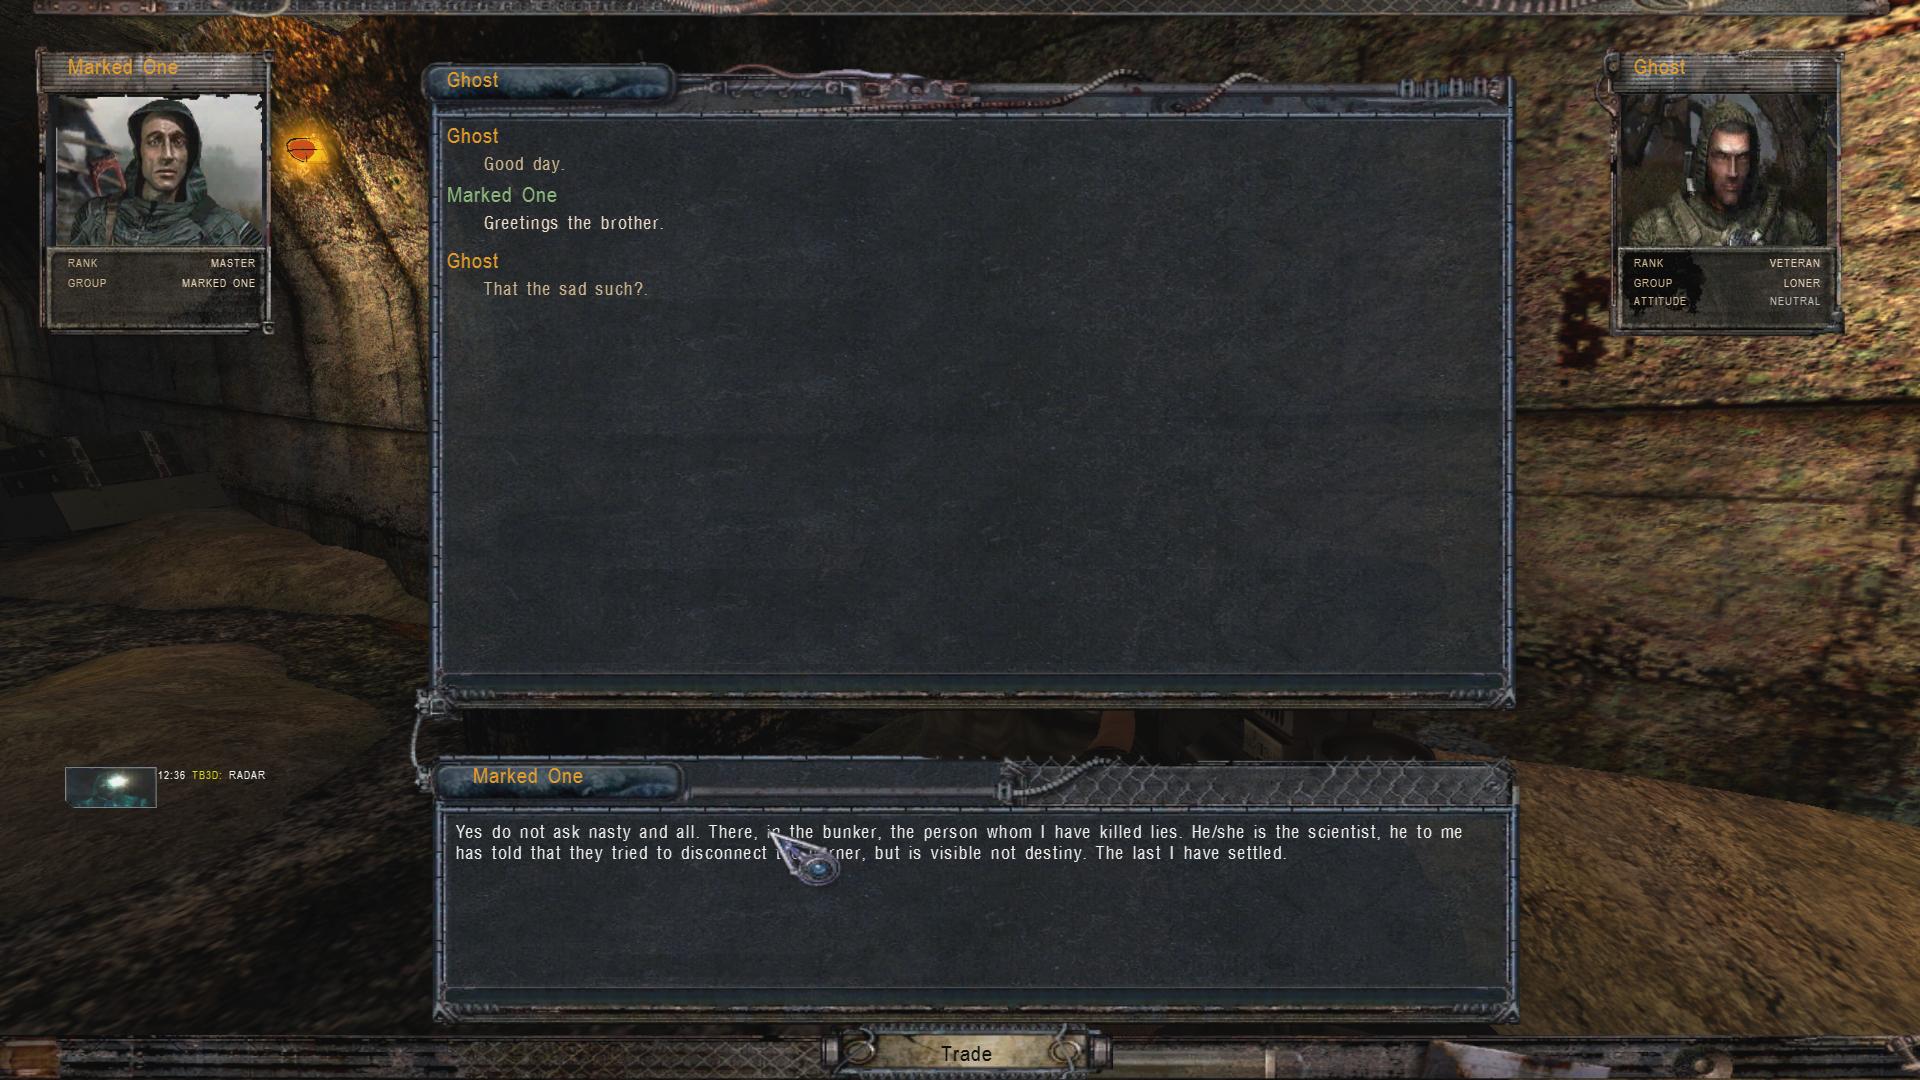 Marked One
RANK MASTER
GROUP MARKED ONE
Ghost
Ghost
Good day.
Marked One
Greetings the brother.
Ghost
That the sad such?.
Ghost
RANK VETERAN
GROUP LONER
ATTITUDE NEUTRAL
12:36 TB3D: RADAR
Marked One
Yes do not ask nasty and all. There, in the bunker, the person whom I have killed lies. He/she is the scientist, he to me
has told that they tried to disconnect but is visible not destiny. The last I have settled.
Trade